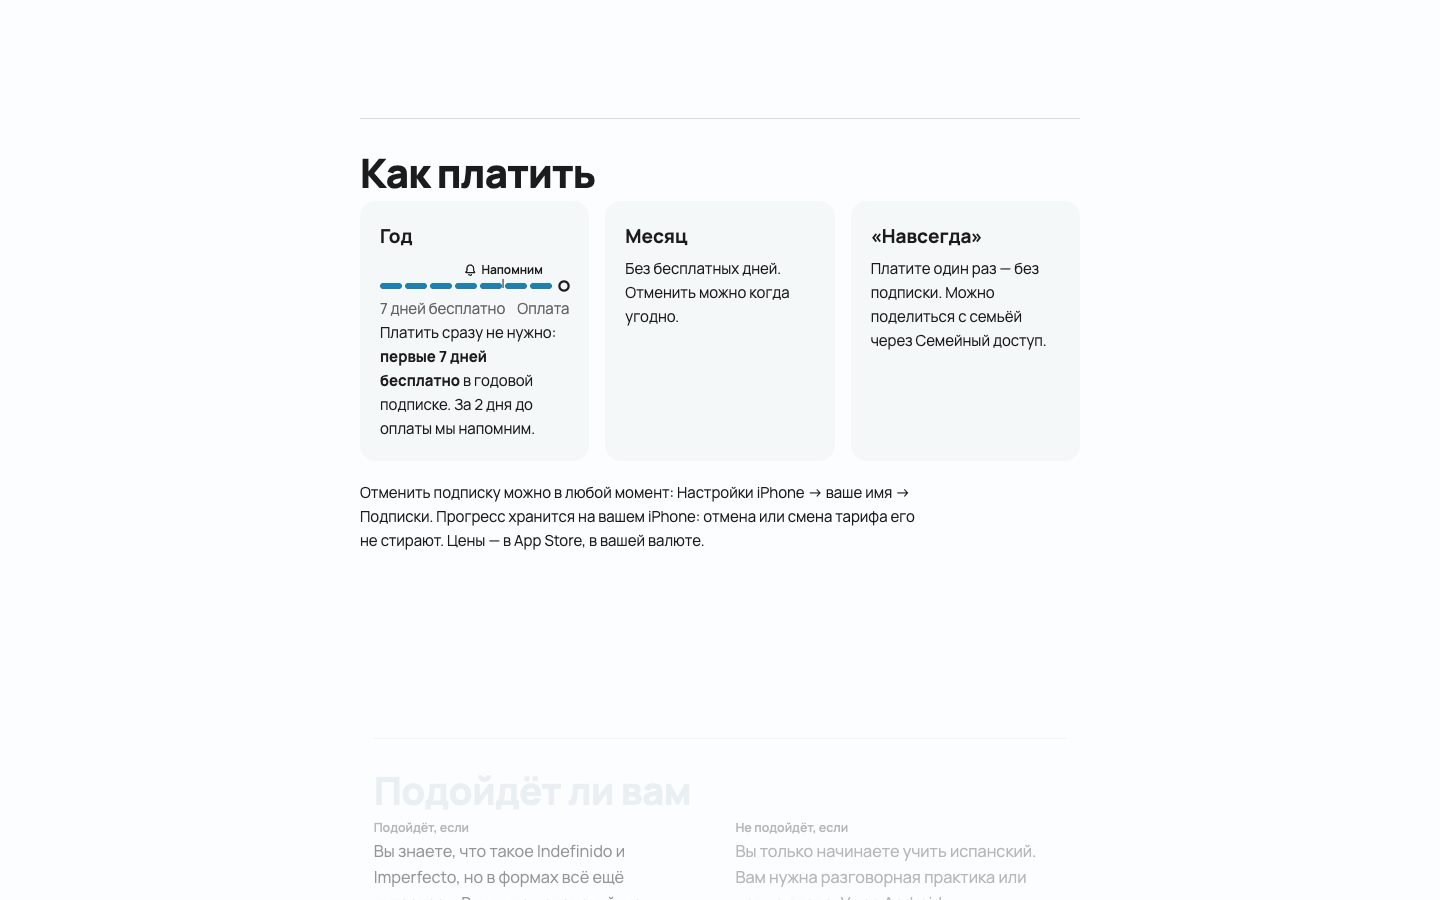 Как платить
Год
Напомним
7 дней бесплатно Оплата
Платить сразу не нужно:
первые 7 дней
бесплатно в годовой
подписке. За 2 дня до
оплаты мы напомним.
Месяц
Без бесплатных дней.
Отменить можно когда
угодно.
«Навсегда»
Платите один раз — без
подписки. Можно
поделиться с семьёй
через Семейный доступ.
Отменить подписку можно в любой момент: Настройки iPhone → ваше имя →
Подписки. Прогресс хранится на вашем iPhone: отмена или смена тарифа его
не стирают. Цены — в App Store, в вашей валюте.
Подойдёт ли вам
Подойдёт, если
Вы знаете, что такое Indefinido и
Imperfecto, но в формах всё ещё
Не подойдёт, если
Вы только начинаете учить испанский.
Вам нужна разговорная практика или